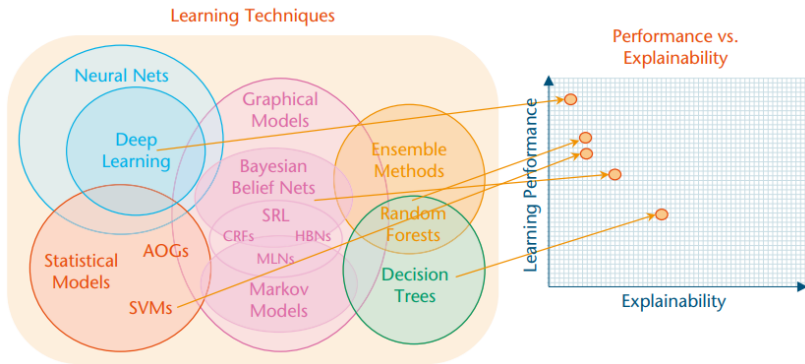 Learning Techniques
Neural Nets
Deep
Learning
Graphical
Models
Bayesian
Belief Nets
SRL
CRFs
HBNs
MLNs
Markov
Models
Ensemble
Methods
Random
Forests
Decision
Trees
Statistical
Models
AOGs
SVMs
Performance vs.
Explainability
Learning Performance
Explainability